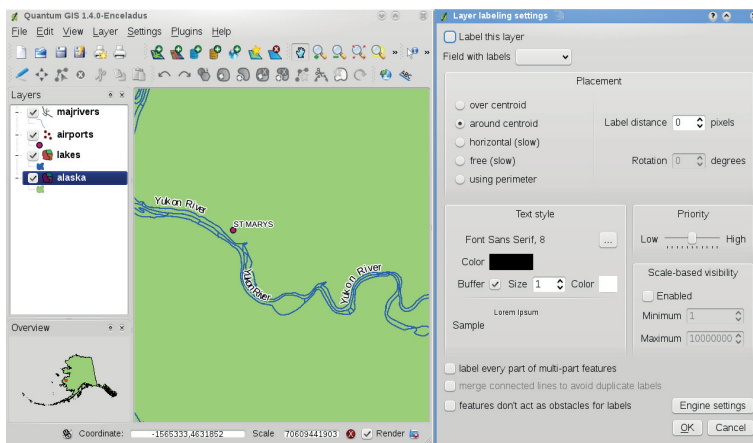 Quantum GIS 1.4.0-Enceladus
File Edit View Layer Settings Plugins Help
Layers
majrivers
airports
lakes
alaska
Yukon River
ST MARYS
Yukon River
Yukon River
Overview
Coordinate: -1565333,4631852 Scale 70609441903 Render
Layer labeling settings
Label this layer
Field with labels
Placement
over centroid
around centroid
Label distance 0 pixels
horizontal (slow)
free (slow)
Rotation 0 degrees
using perimeter
Text style
Font Sans Serif, 8 ...
Color
Buffer Size 1 Color
Lorem Ipsum
Sample
Priority
Low High
Scale-based visibility
Enabled
Minimum 1
Maximum 10000000
label every part of multi-part features
merge connected lines to avoid duplicate labels
features don't act as obstacles for labels
Engine settings
OK Cancel